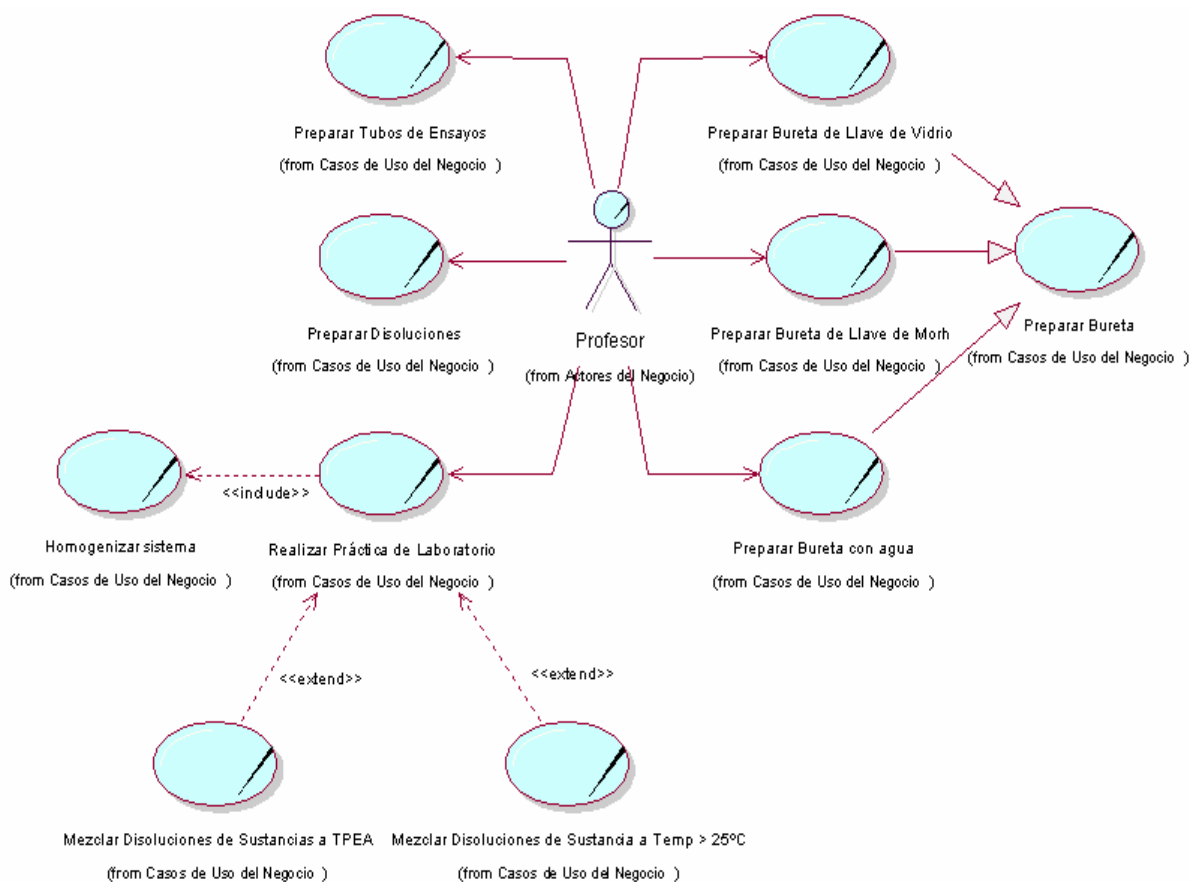 Preparar Tubos de Ensayos
(from Casos de Uso del Negocio )
Preparar Bureta de Llave de Vidrio
(from Casos de Uso del Negocio )
Preparar Disoluciones
(from Casos de Uso del Negocio )
Profesor
(from Actores del Negocio)
Preparar Bureta de Llave de Morh
(from Casos de Uso del Negocio )
Preparar Bureta
(from Casos de Uso del Negocio )
<<include>>
Homogenizar sistema
(from Casos de Uso del Negocio )
Realizar Práctica de Laboratorio
(from Casos de Uso del Negocio )
Preparar Bureta con agua
(from Casos de Uso del Negocio )
<<extend>>
<<extend>>
Mezclar Disoluciones de Sustancias a TPEA
(from Casos de Uso del Negocio )
Mezclar Disoluciones de Sustancia a Temp > 25ºC
(from Casos de Uso del Negocio )